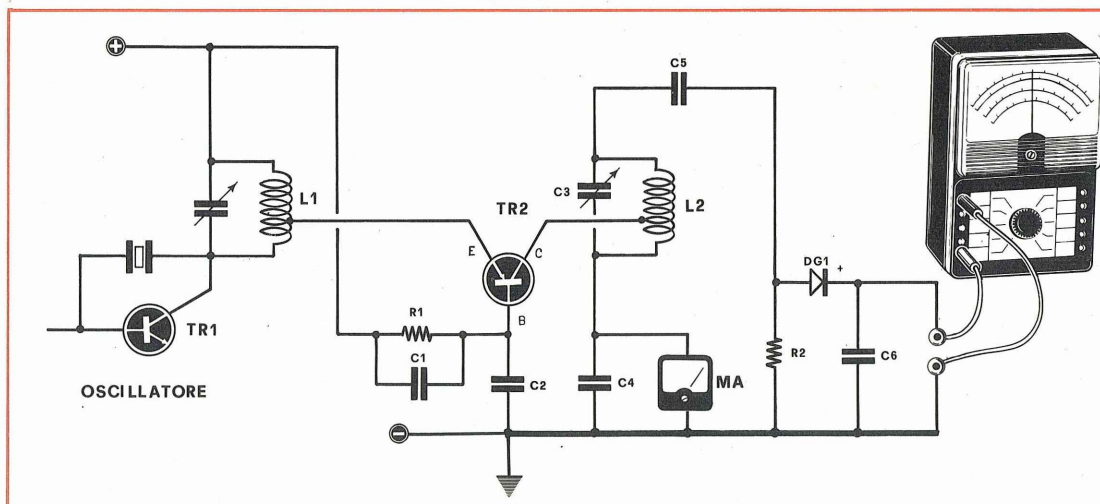 +
C5
L1
C3
TR2
L2
E
C
DG1
+
TR1
R1
B
C1
R2
C6
C2
C4
MA
OSCILLATORE
-